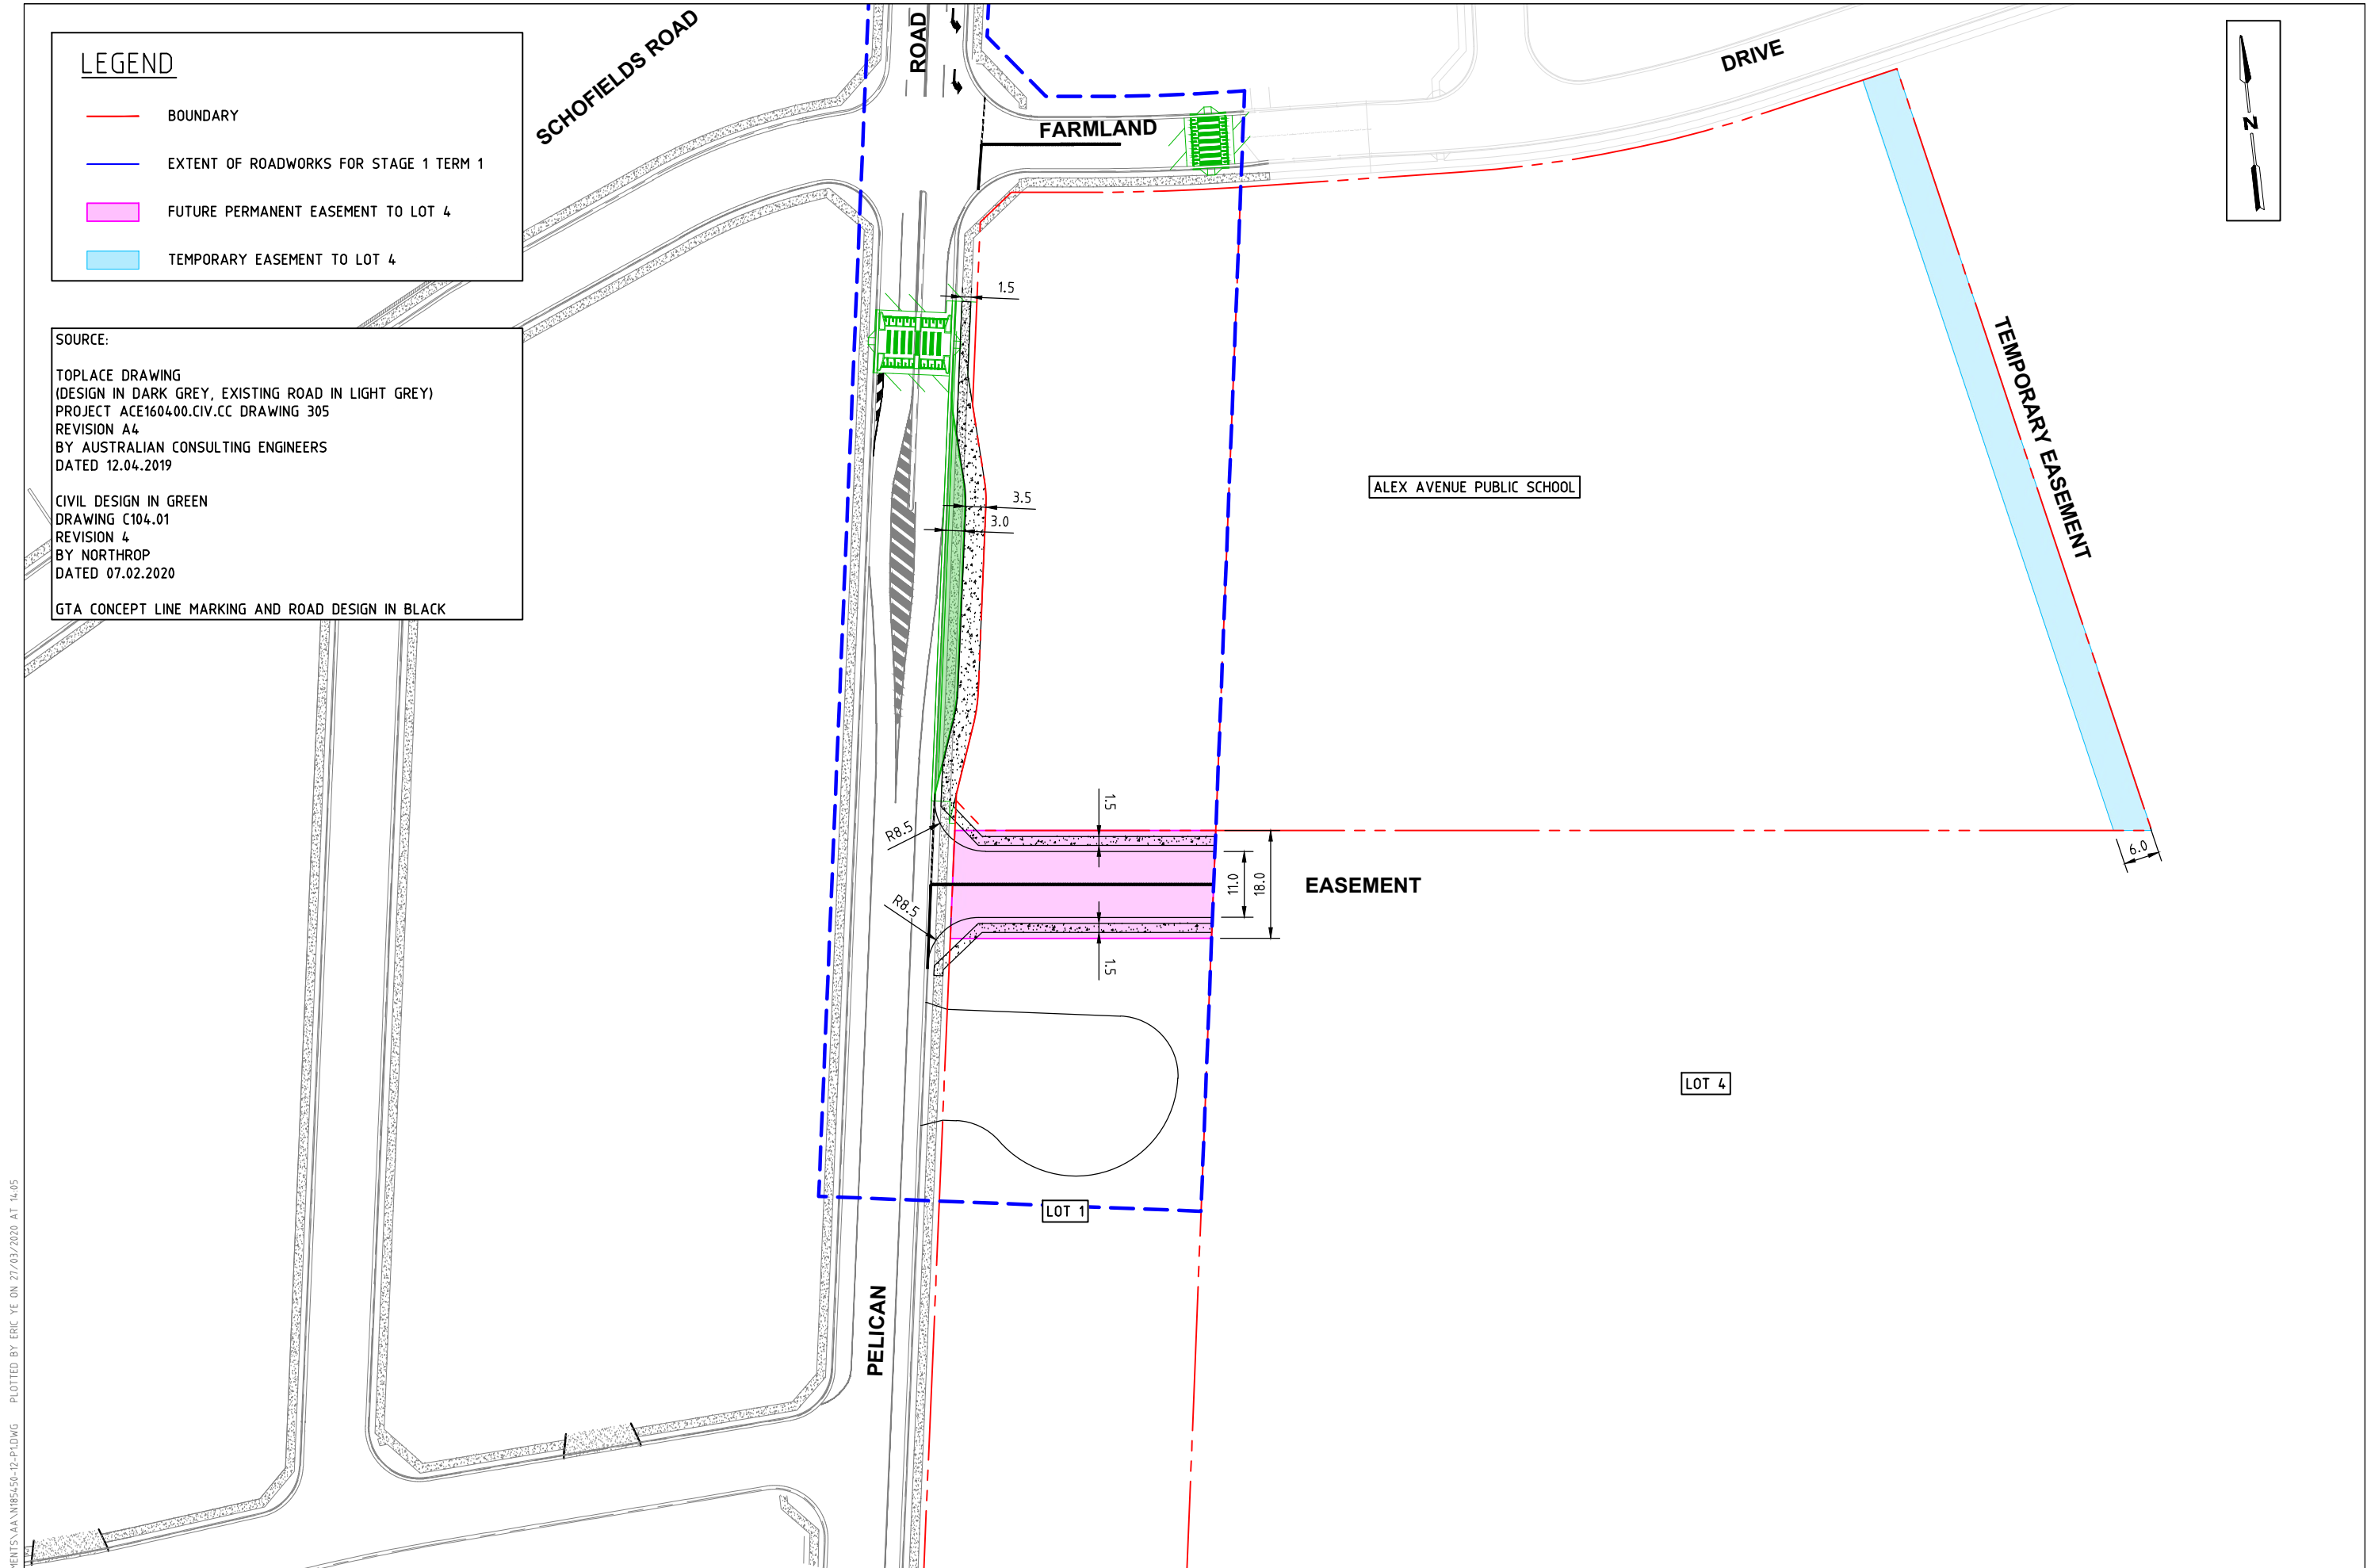 LEGEND
BOUNDARY
EXTENT OF ROADWORKS FOR STAGE 1 TERM 1
FUTURE PERMANENT EASEMENT TO LOT 4
TEMPORARY EASEMENT TO LOT 4
SOURCE:
TOPLACE DRAWING
(DESIGN IN DARK GREY, EXISTING ROAD IN LIGHT GREY)
PROJECT ACE160400.CIV.CC DRAWING 305
REVISION A4
BY AUSTRALIAN CONSULTING ENGINEERS
DATED 12.04.2019
CIVIL DESIGN IN GREEN
DRAWING C104.01
REVISION 4
BY NORTHROP
DATED 07.02.2020
GTA CONCEPT LINE MARKING AND ROAD DESIGN IN BLACK
SCHOFIELDS ROAD
ROAD
FARMLAND
DRIVE
N
1.5
3.5
3.0
ALEX AVENUE PUBLIC SCHOOL
TEMPORARY EASEMENT
R8.5
1.5
11.0
18.0
EASEMENT
6.0
R8.5
1.5
LOT 4
LOT 1
PELICAN
MENTS\AA\N185450-12-P1.DWG PLOTTED BY ERIC YE ON 27/03/2020 AT 14:05